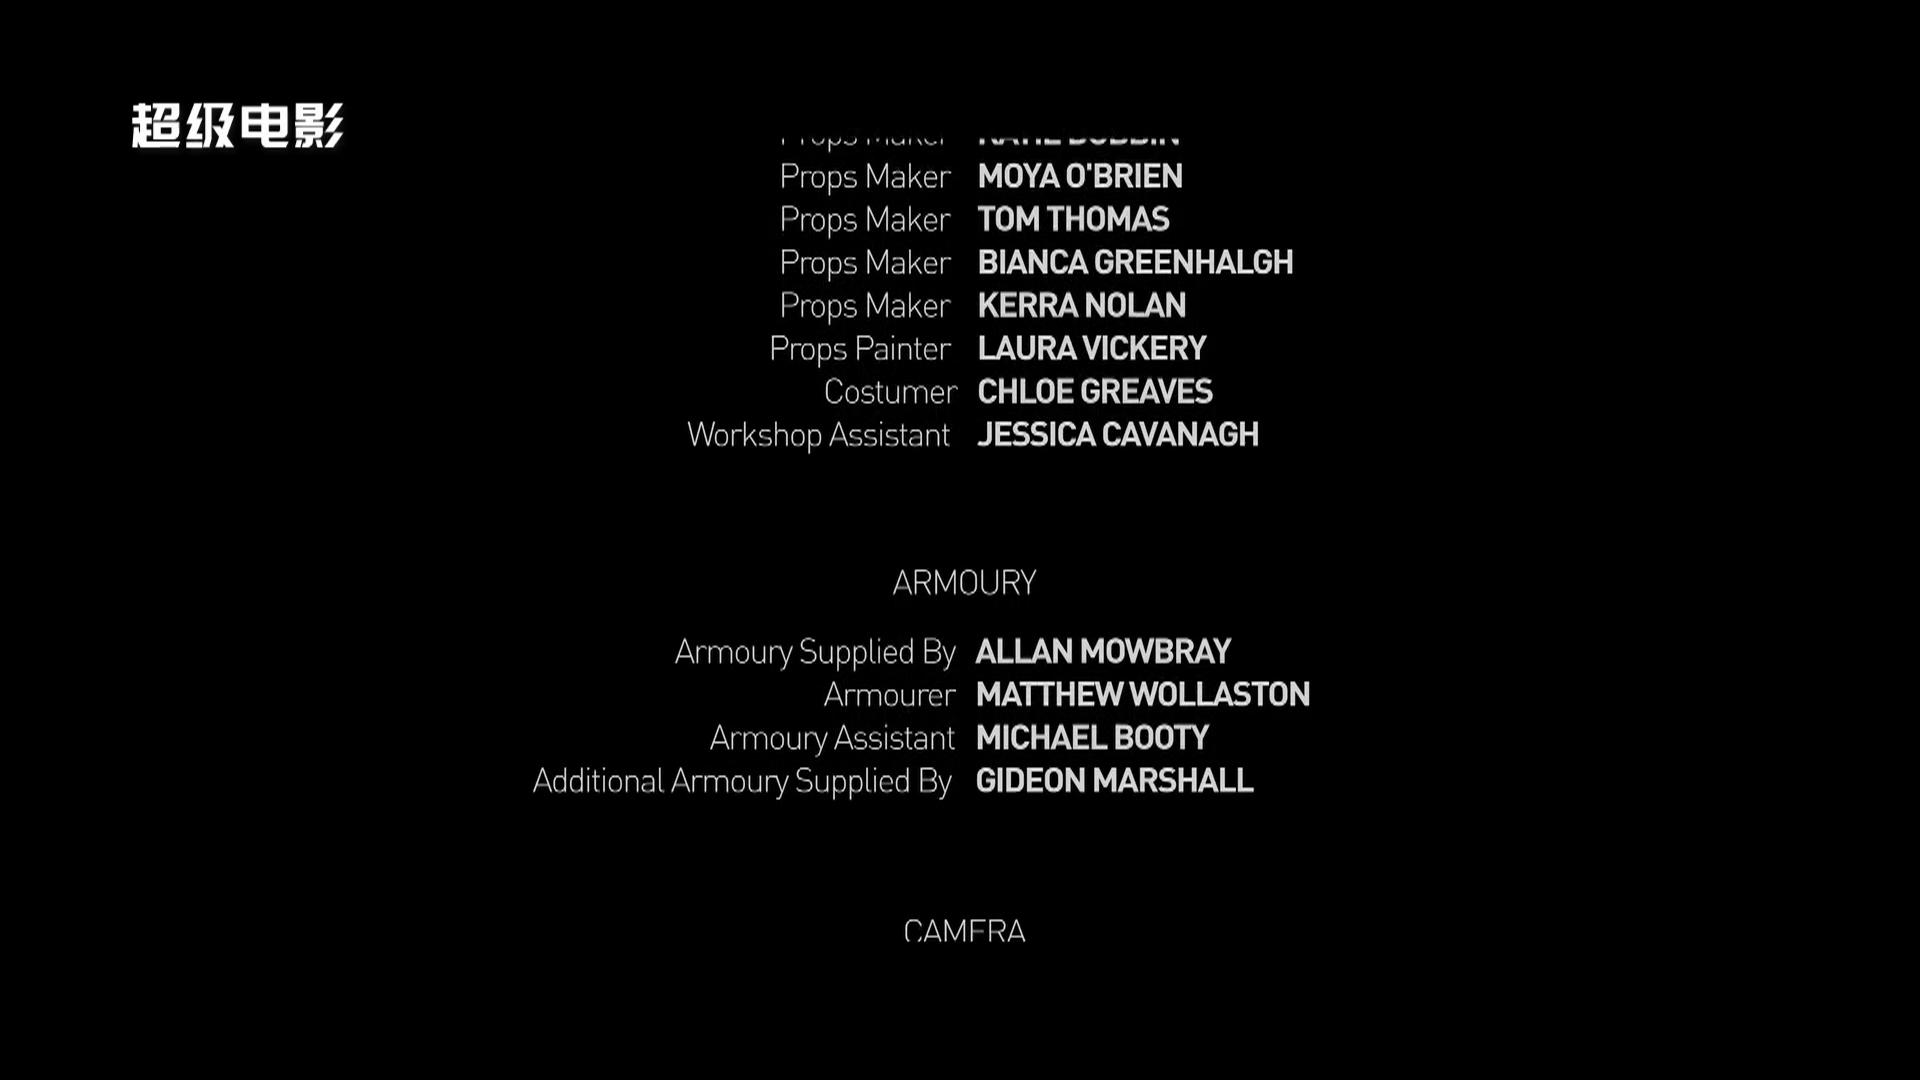 超级电影
Props Maker MOYA O'BRIEN
Props Maker TOM THOMAS
Props Maker BIANCA GREENHALGH
Props Maker KERRA NOLAN
Props Painter LAURA VICKERY
Costumer CHLOE GREAVES
Workshop Assistant JESSICA CAVANAGH
ARMOURY
Armoury Supplied By ALLAN MOWBRAY
Armourer MATTHEW WOLLASTON
Armoury Assistant MICHAEL BOOTY
Additional Armoury Supplied By GIDEON MARSHALL
CAMERA